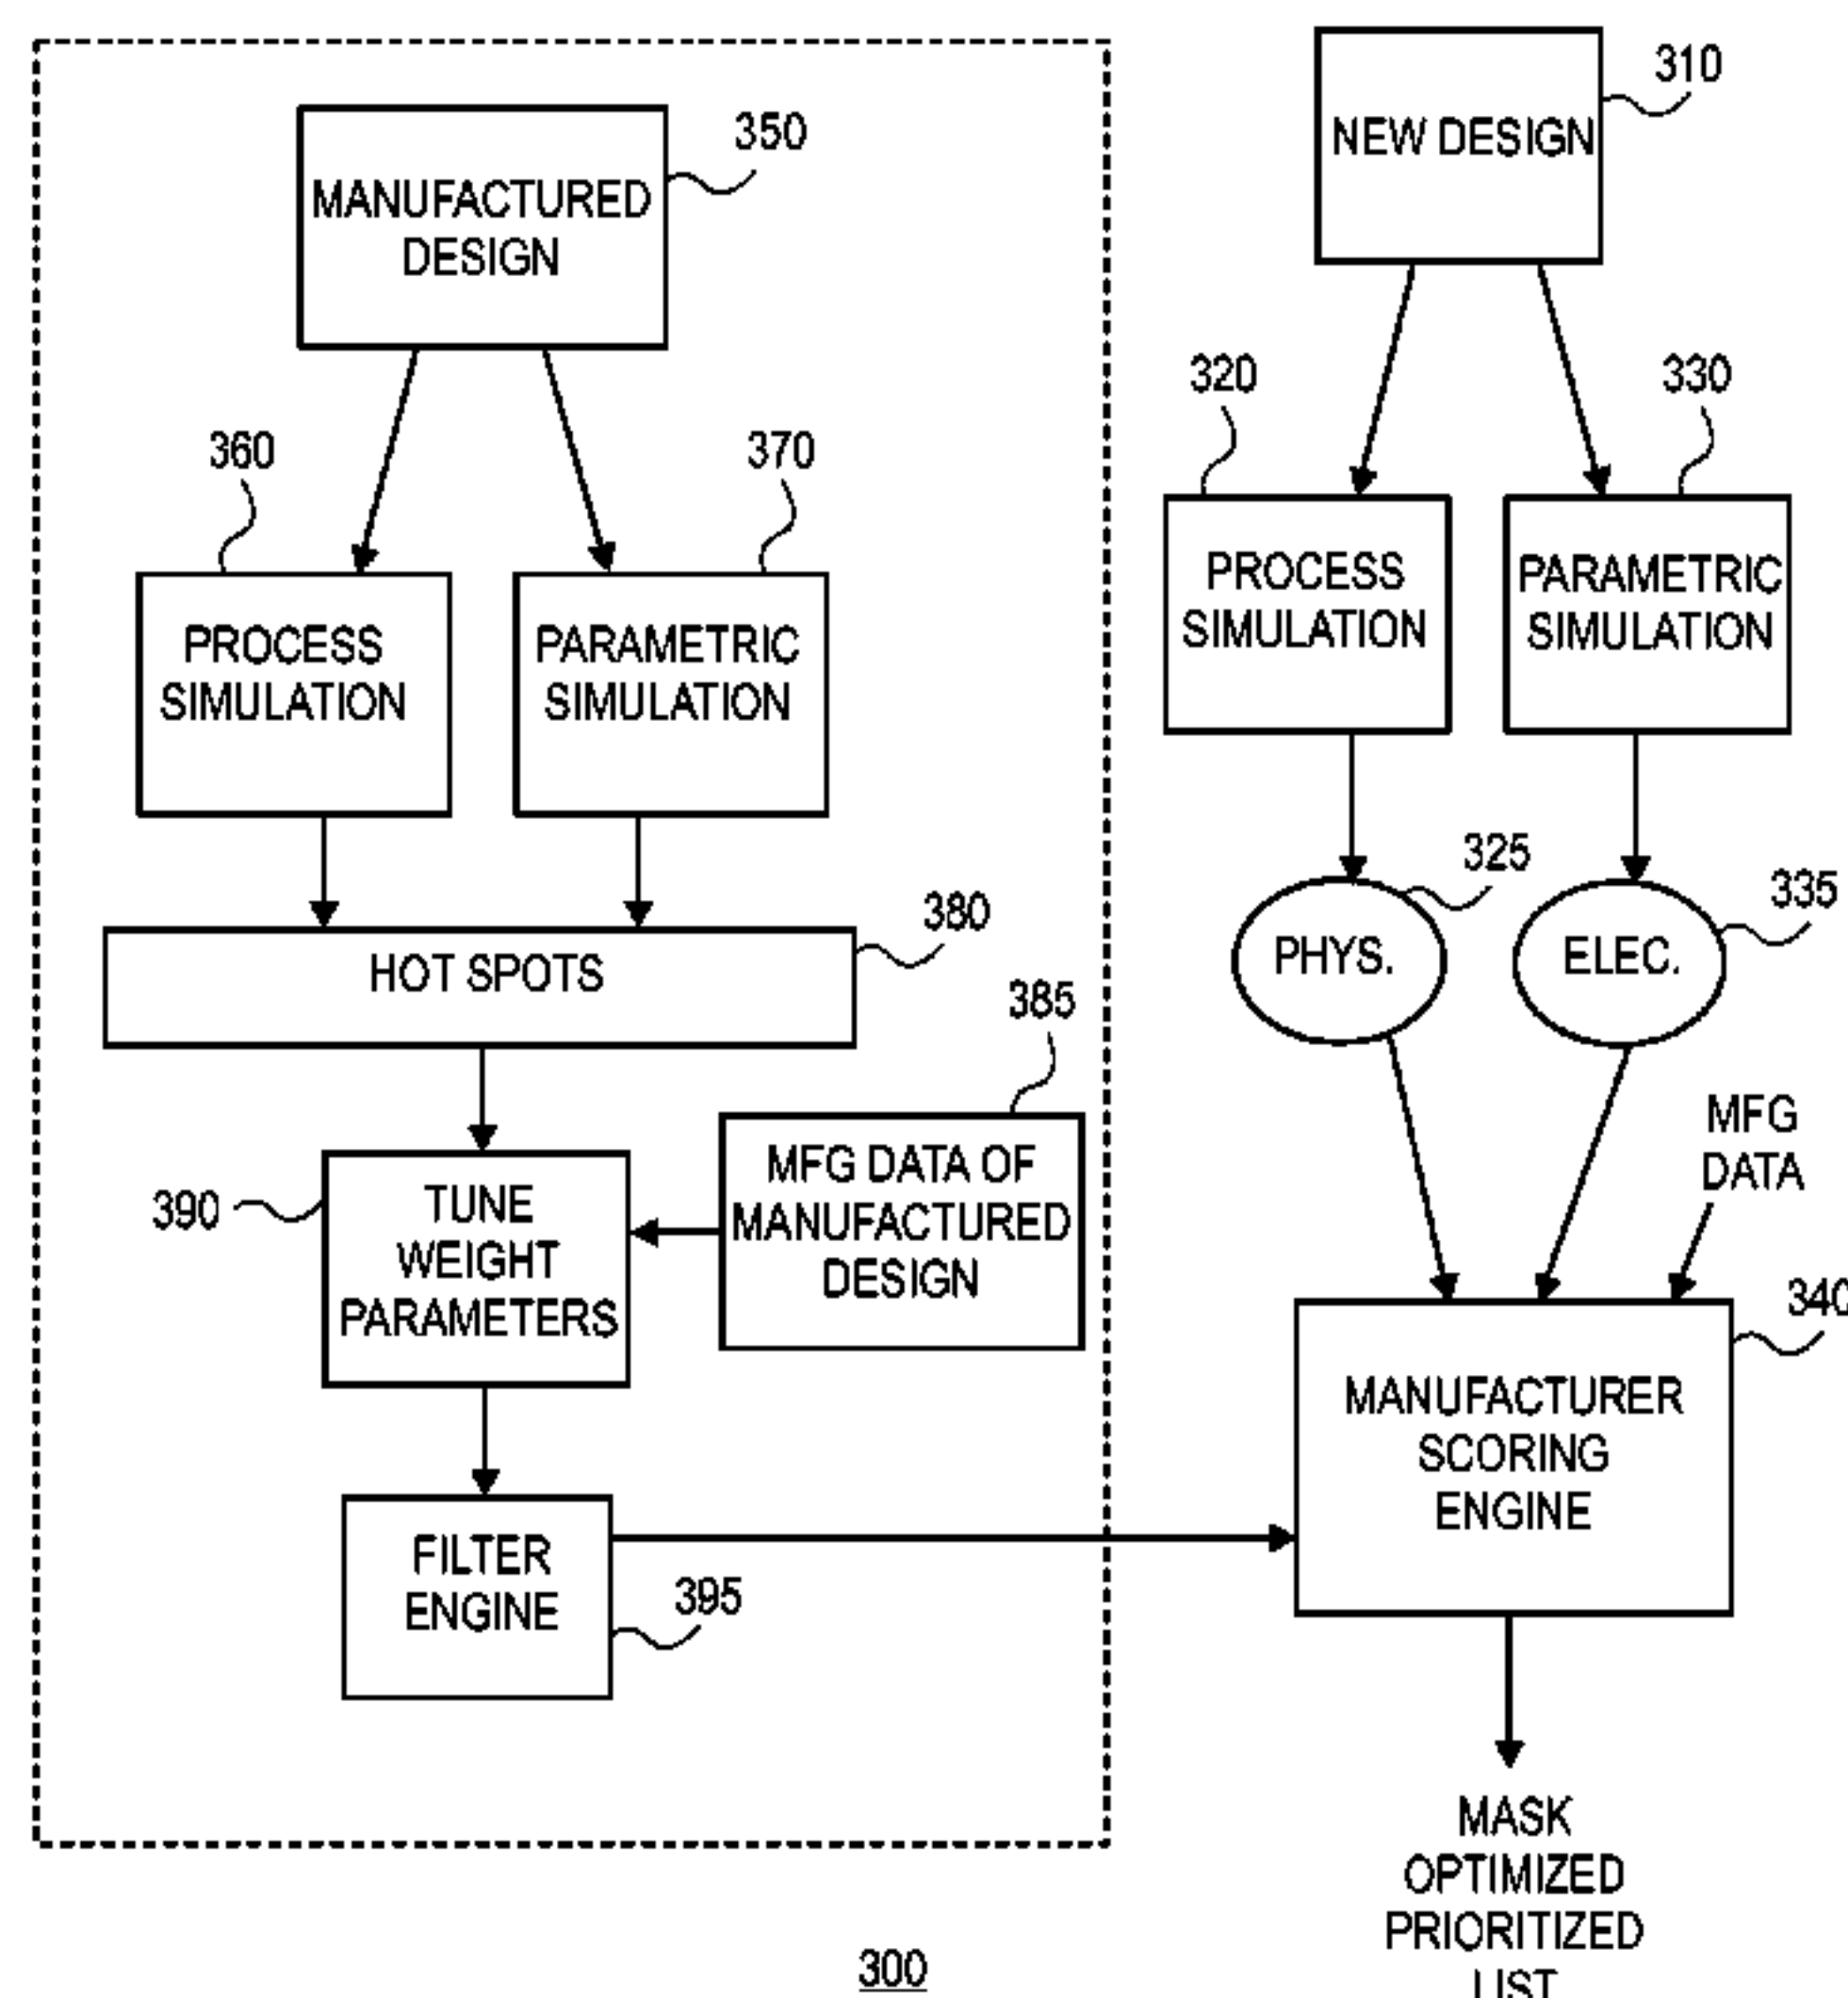 350
MANUFACTURED
DESIGN
360
370
PROCESS
SIMULATION
PARAMETRIC
SIMULATION
380
HOT SPOTS
385
390
TUNE
WEIGHT
PARAMETERS
MFG DATA OF
MANUFACTURED
DESIGN
FILTER
ENGINE
395
310
NEW DESIGN
320
330
PROCESS
SIMULATION
PARAMETRIC
SIMULATION
325
335
PHYS.
ELEC.
MFG
DATA
340
MANUFACTURER
SCORING
ENGINE
MASK
OPTIMIZED
PRIORITIZED
LIST
300